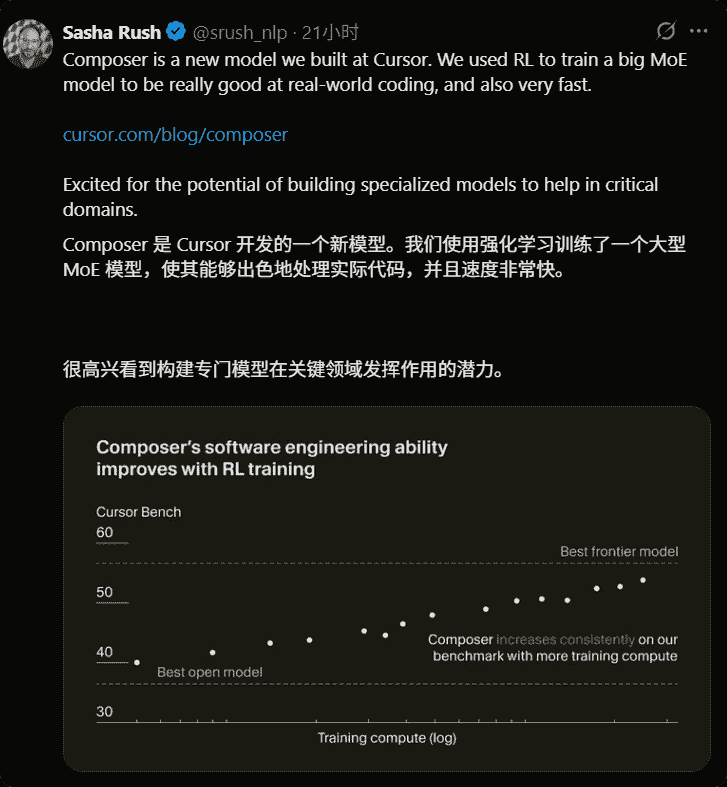 Sasha Rush @srush_nlp · 21小时
Composer is a new model we built at Cursor. We used RL to train a big MoE
model to be really good at real-world coding, and also very fast.
cursor.com/blog/composer
Excited for the potential of building specialized models to help in critical
domains.
Composer 是 Cursor 开发的一个新模型。我们使用强化学习训练了一个大型
MoE 模型，使其能够出色地处理实际代码，并且速度非常快。
很高兴看到构建专门模型在关键领域发挥作用的潜力。
Composer's software engineering ability
improves with RL training
Cursor Bench
60
Best frontier model
50
Composer increases consistently on our
benchmark with more training compute
40
Best open model
30
Training compute (log)